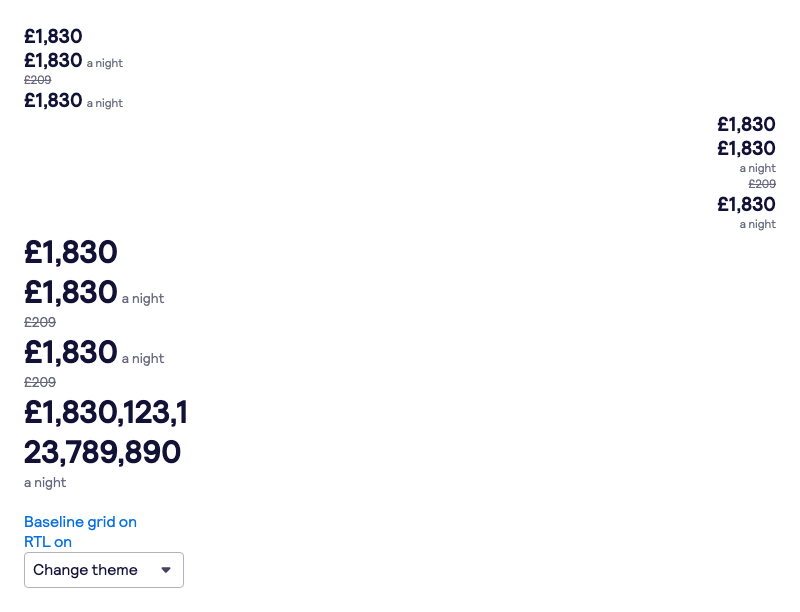 £1,830
£1,830 a night
£209
£1,830 a night
£1,830
£1,830
a night
£209
£1,830
a night
£1,830
£1,830 a night
£209
£1,830 a night
£209
£1,830,123,1
23,789,890
a night
Baseline grid on
RTL on
Change theme